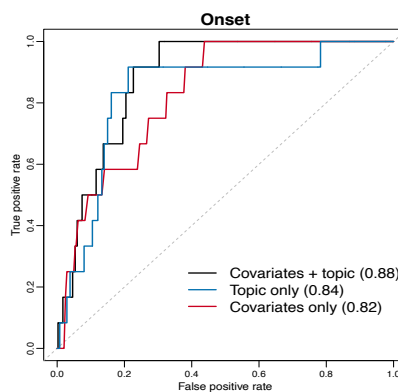 Onset
True positive rate
1.0
0.8
0.6
0.4
0.2
0.0
Covariates + topic (0.88)
Topic only (0.84)
Covariates only (0.82)
0.0 0.2 0.4 0.6 0.8 1.0
False positive rate